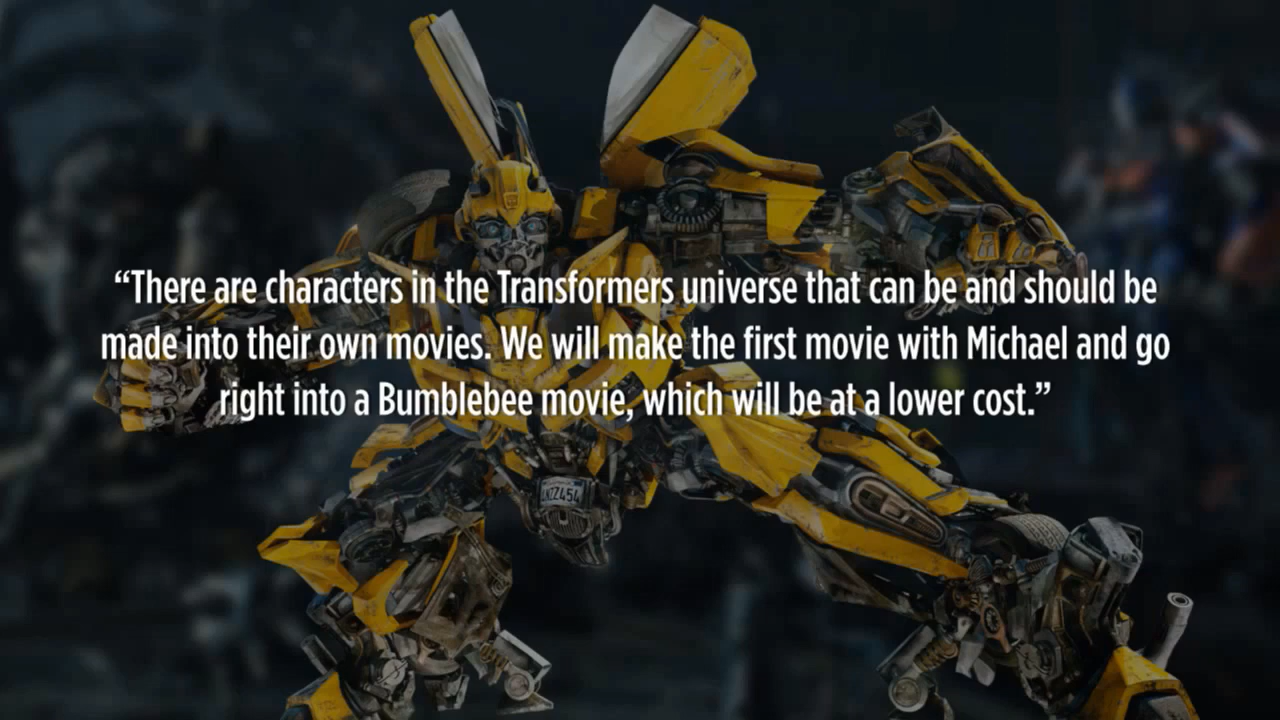 “There are characters in the Transformers universe that can be and should be
made into their own movies. We will make the first movie with Michael and go
right into a Bumblebee movie, which will be at a lower cost.”